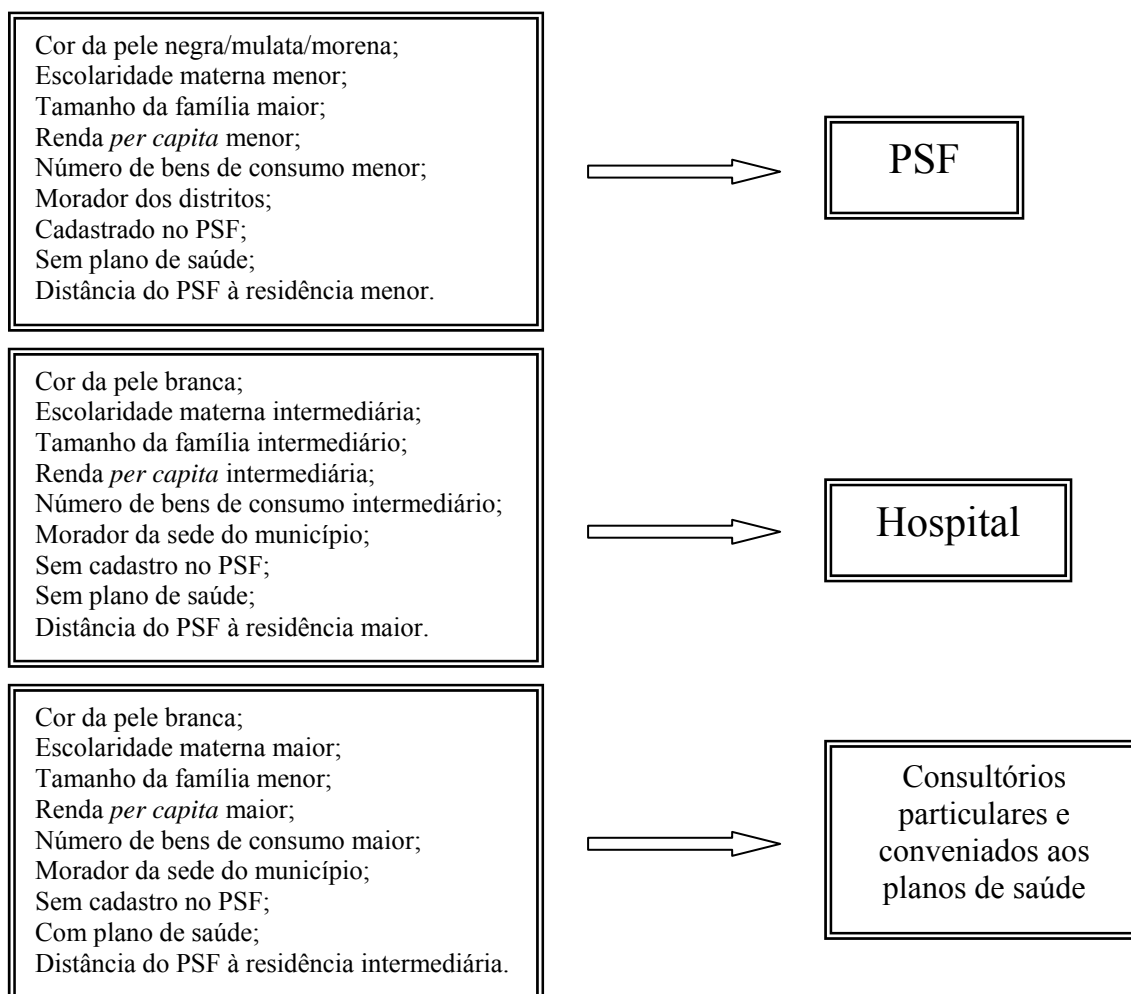 Cor da pele negra/mulata/morena;
Escolaridade materna menor;
Tamanho da família maior;
Renda per capita menor;
Número de bens de consumo menor;
Morador dos distritos;
Cadastrado no PSF;
Sem plano de saúde;
Distância do PSF à residência menor.
PSF
Cor da pele branca;
Escolaridade materna intermediária;
Tamanho da família intermediário;
Renda per capita intermediária;
Número de bens de consumo intermediário;
Morador da sede do município;
Sem cadastro no PSF;
Sem plano de saúde;
Distância do PSF à residência maior.
Hospital
Cor da pele branca;
Escolaridade materna maior;
Tamanho da família menor;
Renda per capita maior;
Número de bens de consumo maior;
Morador da sede do município;
Sem cadastro no PSF;
Com plano de saúde;
Distância do PSF à residência intermediária.
Consultórios
particulares e
conveniados aos
planos de saúde